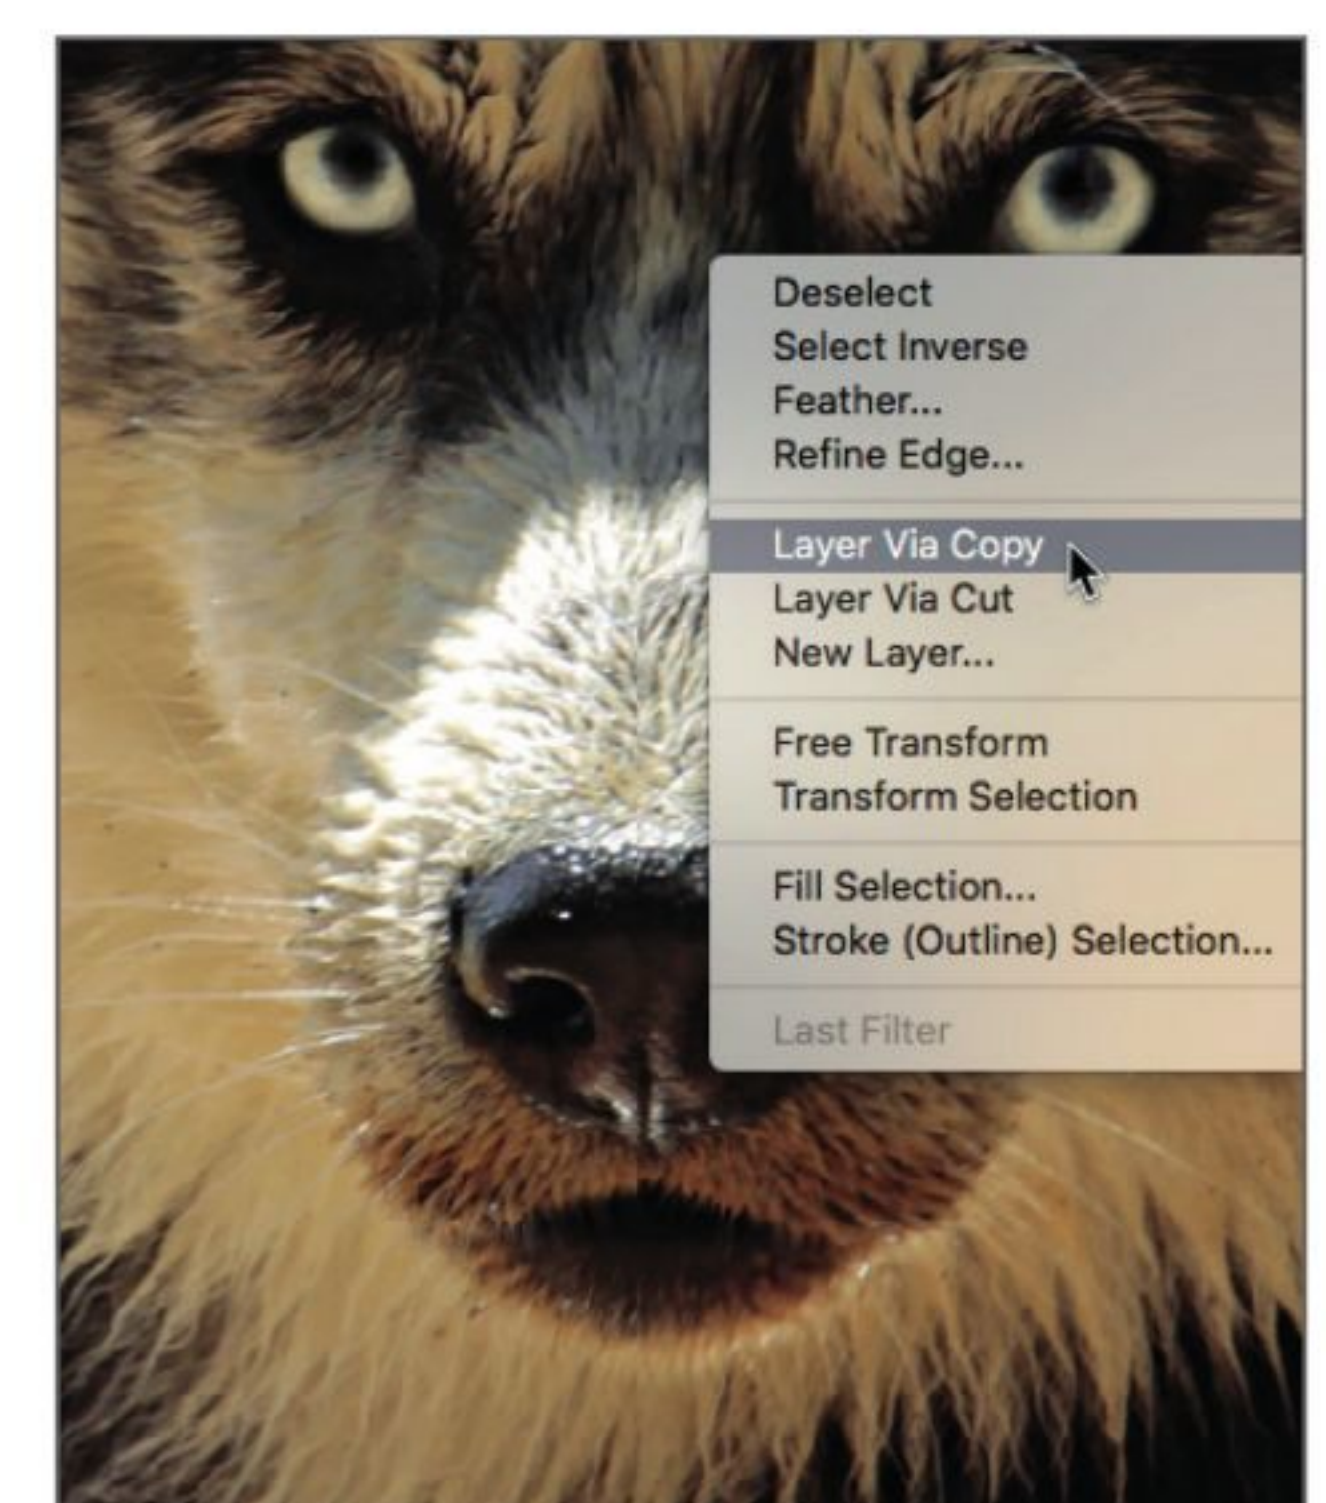 Deselect
Select Inverse
Feather...
Refine Edge...
Layer Via Copy
Layer Via Cut
New Layer...
Free Transform
Transform Selection
Fill Selection...
Stroke (Outline) Selection...
Last Filter